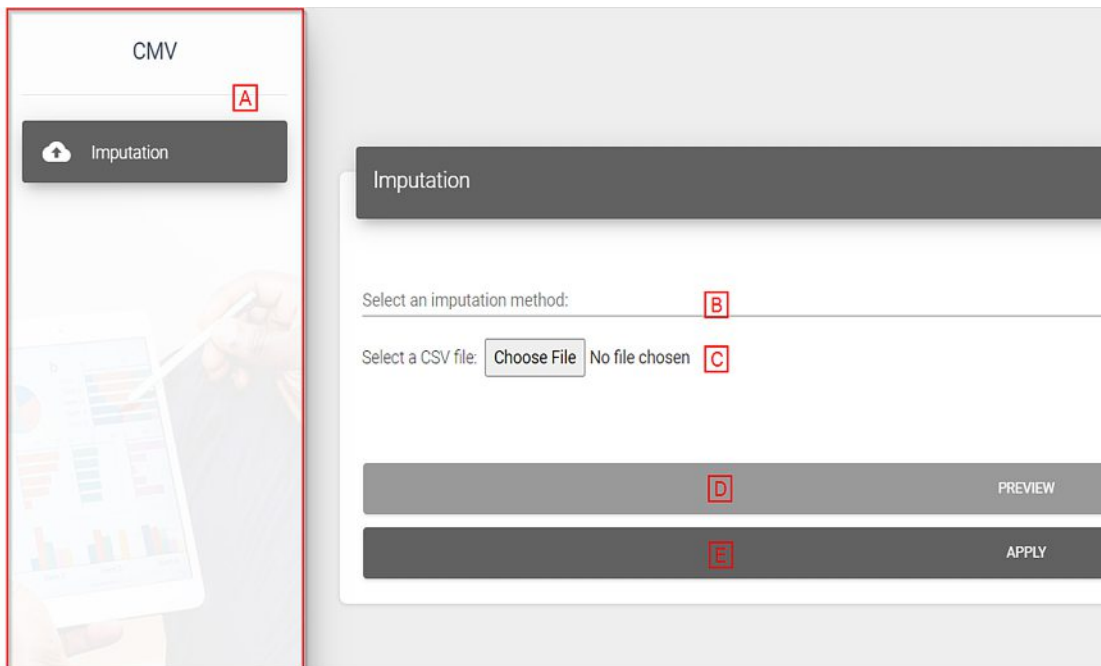 CMV
A
Imputation
Imputation
Select an imputation method:
B
Select a CSV file: Choose File No file chosen
C
D
PREVIEW
E
APPLY